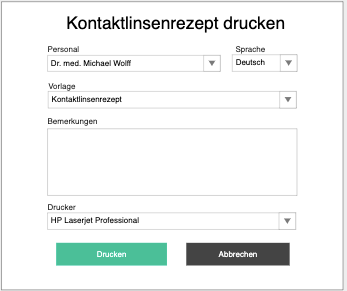 Kontaktlinsenrezept drucken
Personal Sprache
Dr. med. Michael Wolff Deutsch
Vorlage
Kontaktlinsenrezept
Bemerkungen
Drucker
HP Laserjet Professional
Drucken Abbrechen